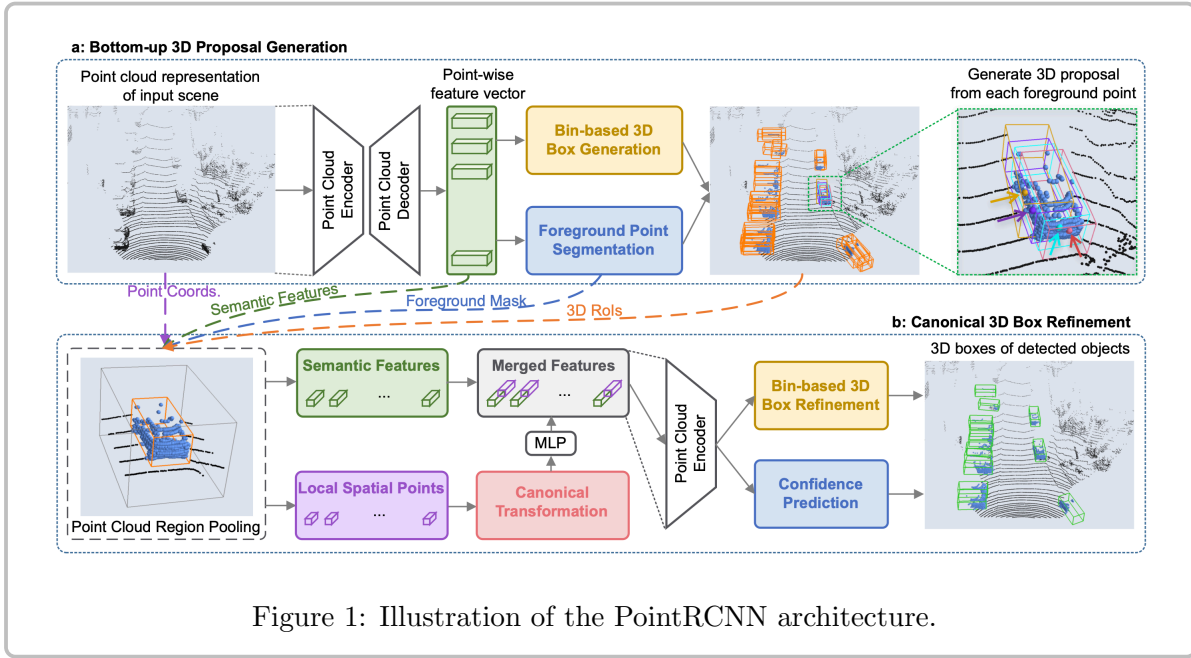 a: Bottom-up 3D Proposal Generation
Point cloud representation
of input scene
Point Cloud
Encoder
Point Cloud
Decoder
Point-wise
feature vector
Bin-based 3D
Box Generation
Foreground Point
Segmentation
Generate 3D proposal
from each foreground point
Point Coords.
Semantic Features
Foreground Mask
3D RoIs
b: Canonical 3D Box Refinement
Point Cloud Region Pooling
Semantic Features
...
Local Spatial Points
...
Merged Features
...
MLP
Canonical
Transformation
Point Cloud
Encoder
Bin-based 3D
Box Refinement
Confidence
Prediction
3D boxes of detected objects
Figure 1: Illustration of the PointRCNN architecture.